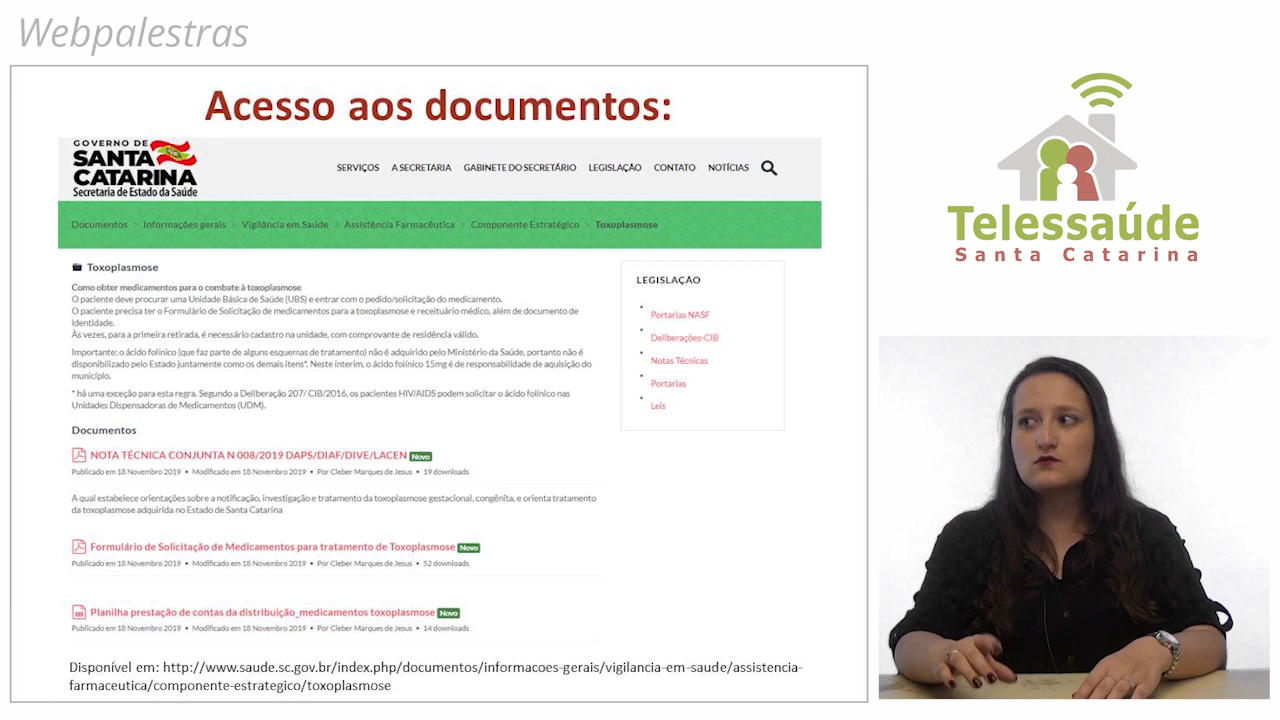 Webpalestras
Acesso aos documentos:
GOVERNO DE
SANTA
CATARINA
Secretaria de Estado da Saúde
SERVIÇOS A SECRETARIA GABINETE DO SECRETÁRIO LEGISLAÇÃO CONTATO NOTÍCIAS
Documentos > Informações gerais > Vigilância em Saúde > Assistência Farmacêutica > Componente Estratégico > Toxoplasmose
Toxoplasmose
Como obter medicamentos para o combate à toxoplasmose
O paciente deve procurar uma Unidade Básica de Saúde (UBS) e entrar com o pedido/solicitação do medicamento.
O paciente precisa ter o Formulário de Solicitação de medicamentos para a toxoplasmose e receituário médico, além de documento de
identidade.
Às vezes, para a primeira retirada, é necessário cadastro na unidade, com comprovante de residência válido.
Importante: o ácido folínico (que faz parte de alguns esquemas de tratamento) não é adquirido pelo Ministério da Saúde, portanto não é
disponibilizado pelo Estado juntamente como os demais itens*. Neste ínterim, o ácido folínico 15mg é de responsabilidade de aquisição do
município.
* há uma exceção para esta regra. Segundo a Deliberação 207/ CIB/2016, os pacientes HIV/AIDS podem solicitar o ácido folínico nas
Unidades Dispensadoras de Medicamentos (UDM).
Documentos
NOTA TÉCNICA CONJUNTA N 008/2019 DAPS/DIAF/DIVE/LACEN Novo
Publicado em 18 Novembro 2019 • Modificado em 18 Novembro 2019 • Por Cleber Marques de Jesus • 19 downloads
A qual estabelece orientações sobre a notificação, investigação e tratamento da toxoplasmose gestacional, congênita, e orienta tratamento
da toxoplasmose adquirida no Estado de Santa Catarina
Formulário de Solicitação de Medicamentos para tratamento de Toxoplasmose Novo
Publicado em 18 Novembro 2019 • Modificado em 18 Novembro 2019 • Por Cleber Marques de Jesus • 52 downloads
Planilha prestação de contas da distribuição_medicamentos toxoplasmose Novo
Publicado em 18 Novembro 2019 • Modificado em 18 Novembro 2019 • Por Cleber Marques de Jesus • 14 downloads
LEGISLAÇÃO
• Portarias NASF
• Deliberações-CIB
• Notas Técnicas
• Portarias
• Leis
Disponível em: http://www.saude.sc.gov.br/index.php/documentos/informacoes-gerais/vigilancia-em-saude/assistencia-
farmaceutica/componente-estrategico/toxoplasmose
Telessaúde
Santa Catarina